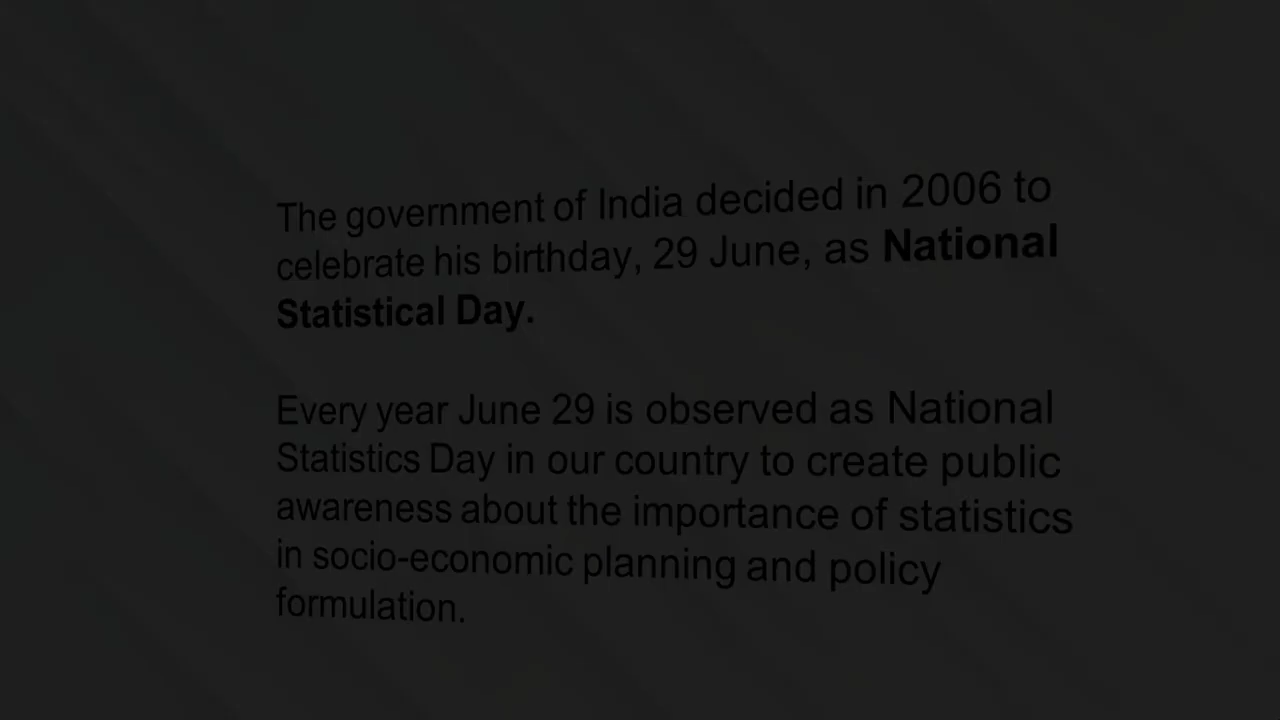 The government of India decided in 2006 to
celebrate his birthday, 29 June, as National
Statistical Day.
Every year June 29 is observed as National
Statistics Day in our country to create public
awareness about the importance of statistics
in socio-economic planning and policy
formulation.